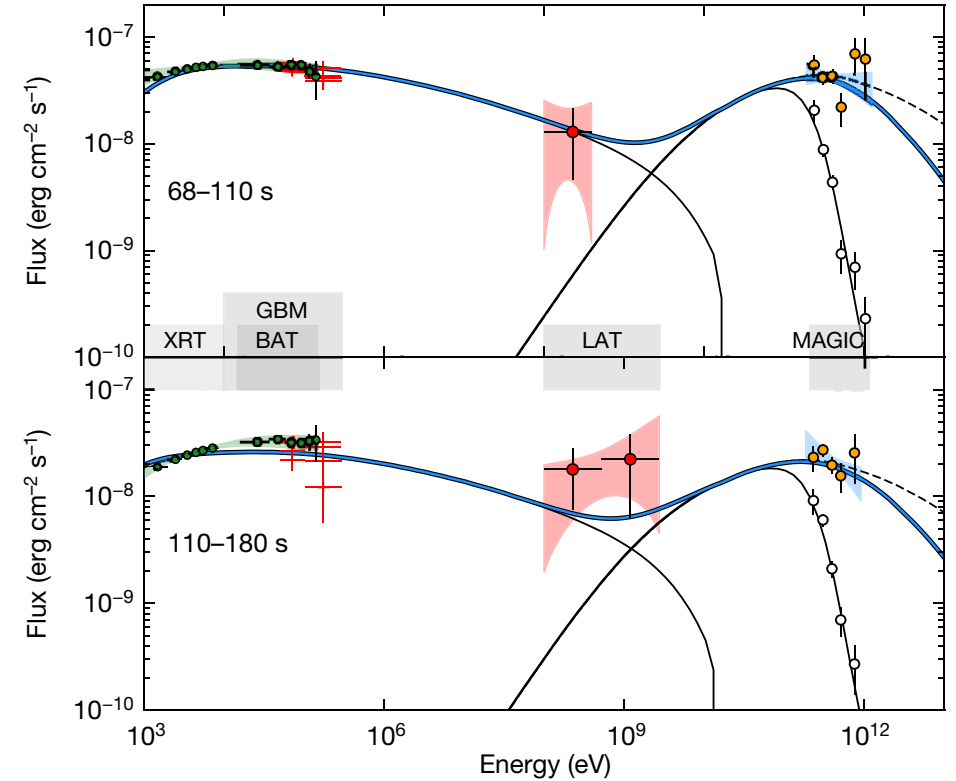 10⁻⁷
10⁻⁸
10⁻⁹
10⁻¹⁰
Flux (erg cm⁻² s⁻¹)
68–110 s
GBM
XRT BAT LAT MAGIC
10⁻⁷
10⁻⁸
10⁻⁹
10⁻¹⁰
Flux (erg cm⁻² s⁻¹)
110–180 s
10³ 10⁶ 10⁹ 10¹²
Energy (eV)